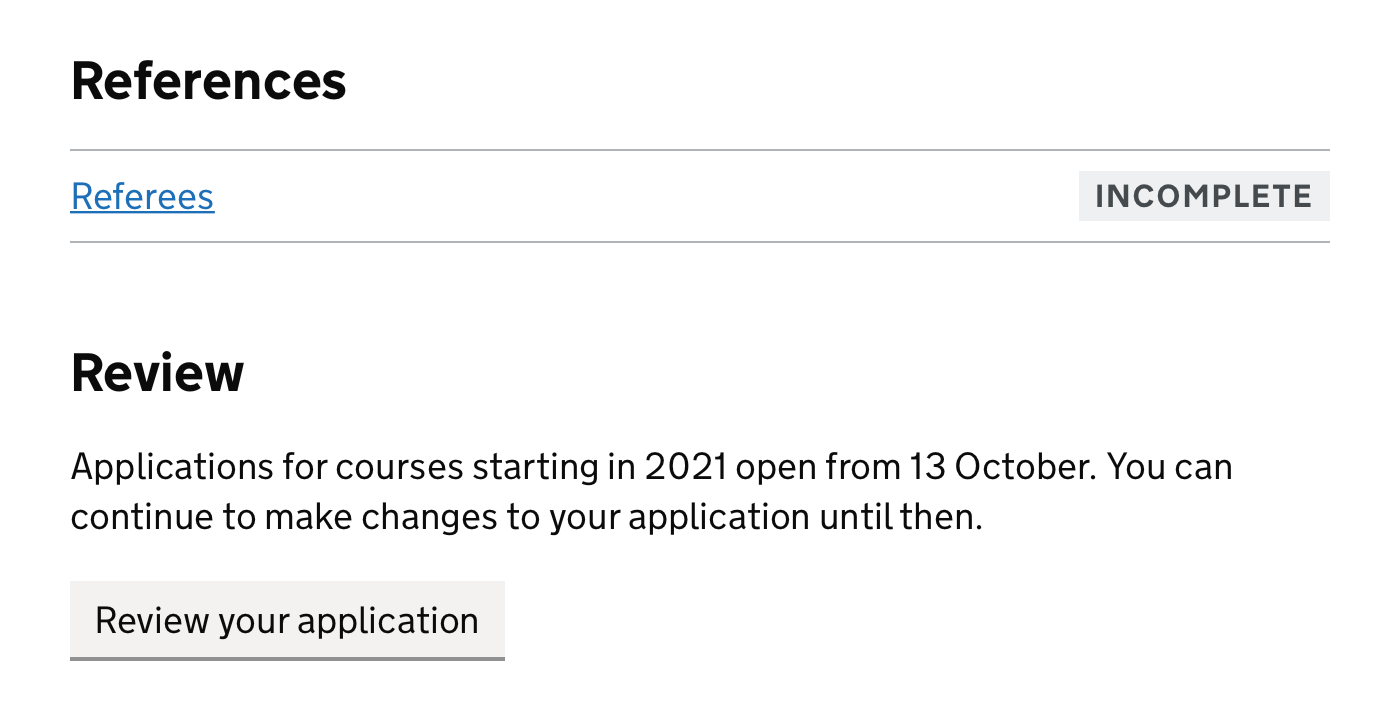 References
Referees
INCOMPLETE
Review
Applications for courses starting in 2021 open from 13 October. You can
continue to make changes to your application until then.
Review your application